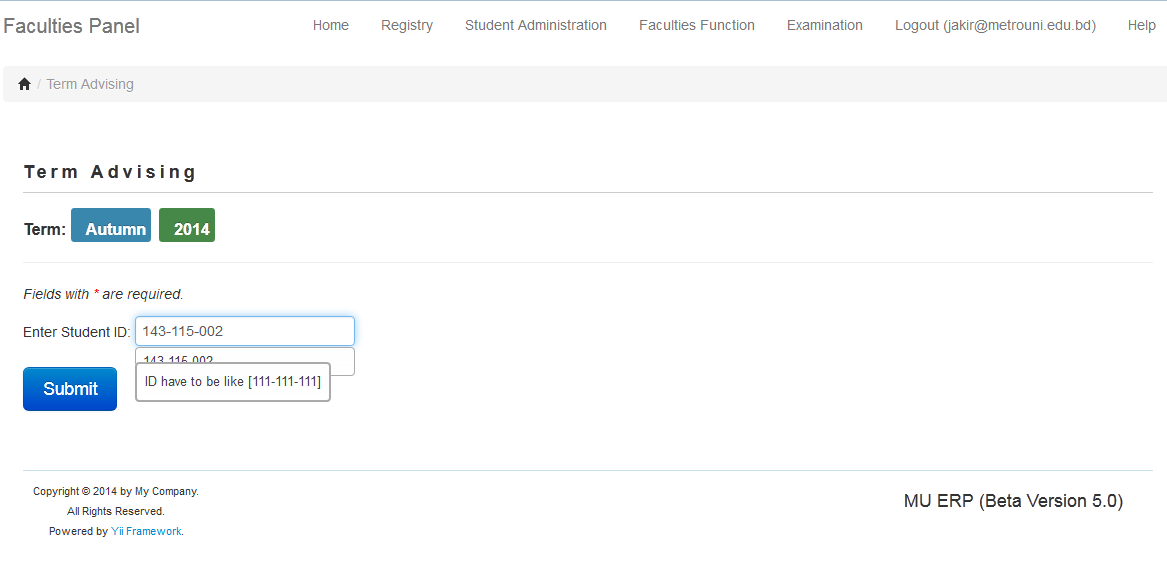 Faculties Panel Home Registry Student Administration Faculties Function Examination Logout (jakir@metrouni.edu.bd) Help
/ Term Advising
Term Advising
Term: Autumn 2014
Fields with * are required.
Enter Student ID: 143-115-002
143-115-002
ID have to be like [111-111-111]
Submit
Copyright © 2014 by My Company.
All Rights Reserved.
Powered by Yii Framework.
MU ERP (Beta Version 5.0)